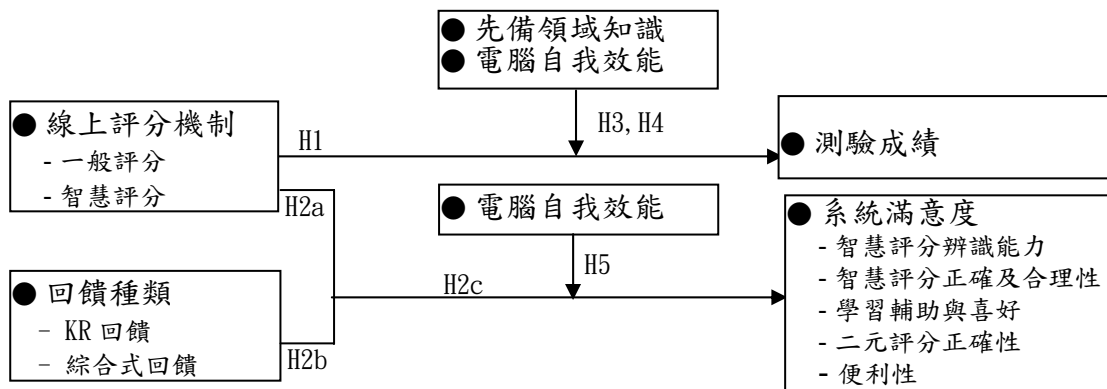 ● 先備領域知識
● 電腦自我效能
● 線上評分機制
- 一般評分
- 智慧評分
H1
H3, H4
● 測驗成績
H2a
● 電腦自我效能
H5
● 系統滿意度
- 智慧評分辨識能力
- 智慧評分正確及合理性
- 學習輔助與喜好
- 二元評分正確性
- 便利性
● 回饋種類
- KR 回饋
- 綜合式回饋
H2c
H2b